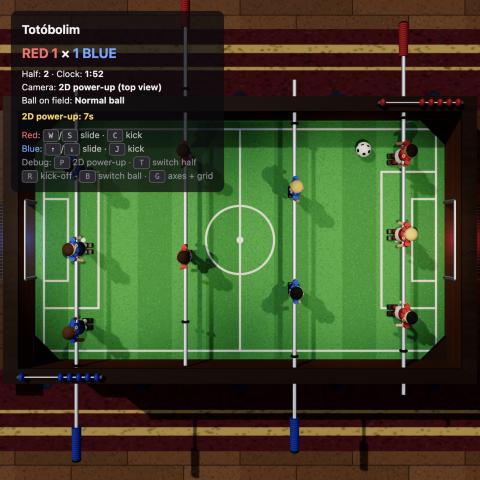 Totóbolim
RED 1 × 1 BLUE
Half: 2 · Clock: 1:52
Camera: 2D power-up (top view)
Ball on field: Normal ball
2D power-up: 7s
Red: W / S slide · C kick
Blue: ↑ / ↓ slide · J kick
Debug: P 2D power-up · T switch half
R kick-off · B switch ball · G axes + grid